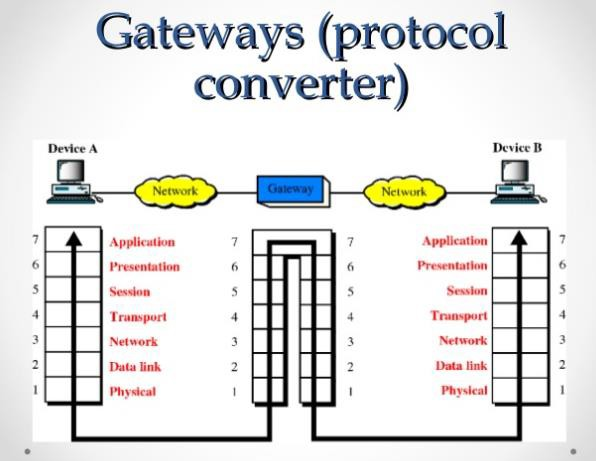 Gateways (protocol
converter)
Device A
Device B
Network
Gateway
Network
7 Application 7 7 Application 7
6 Presentation 6 6 Presentation 6
5 Session 5 5 Session 5
4 Transport 4 4 Transport 4
3 Network 3 3 Network 3
2 Data link 2 2 Data link 2
1 Physical 1 1 Physical 1